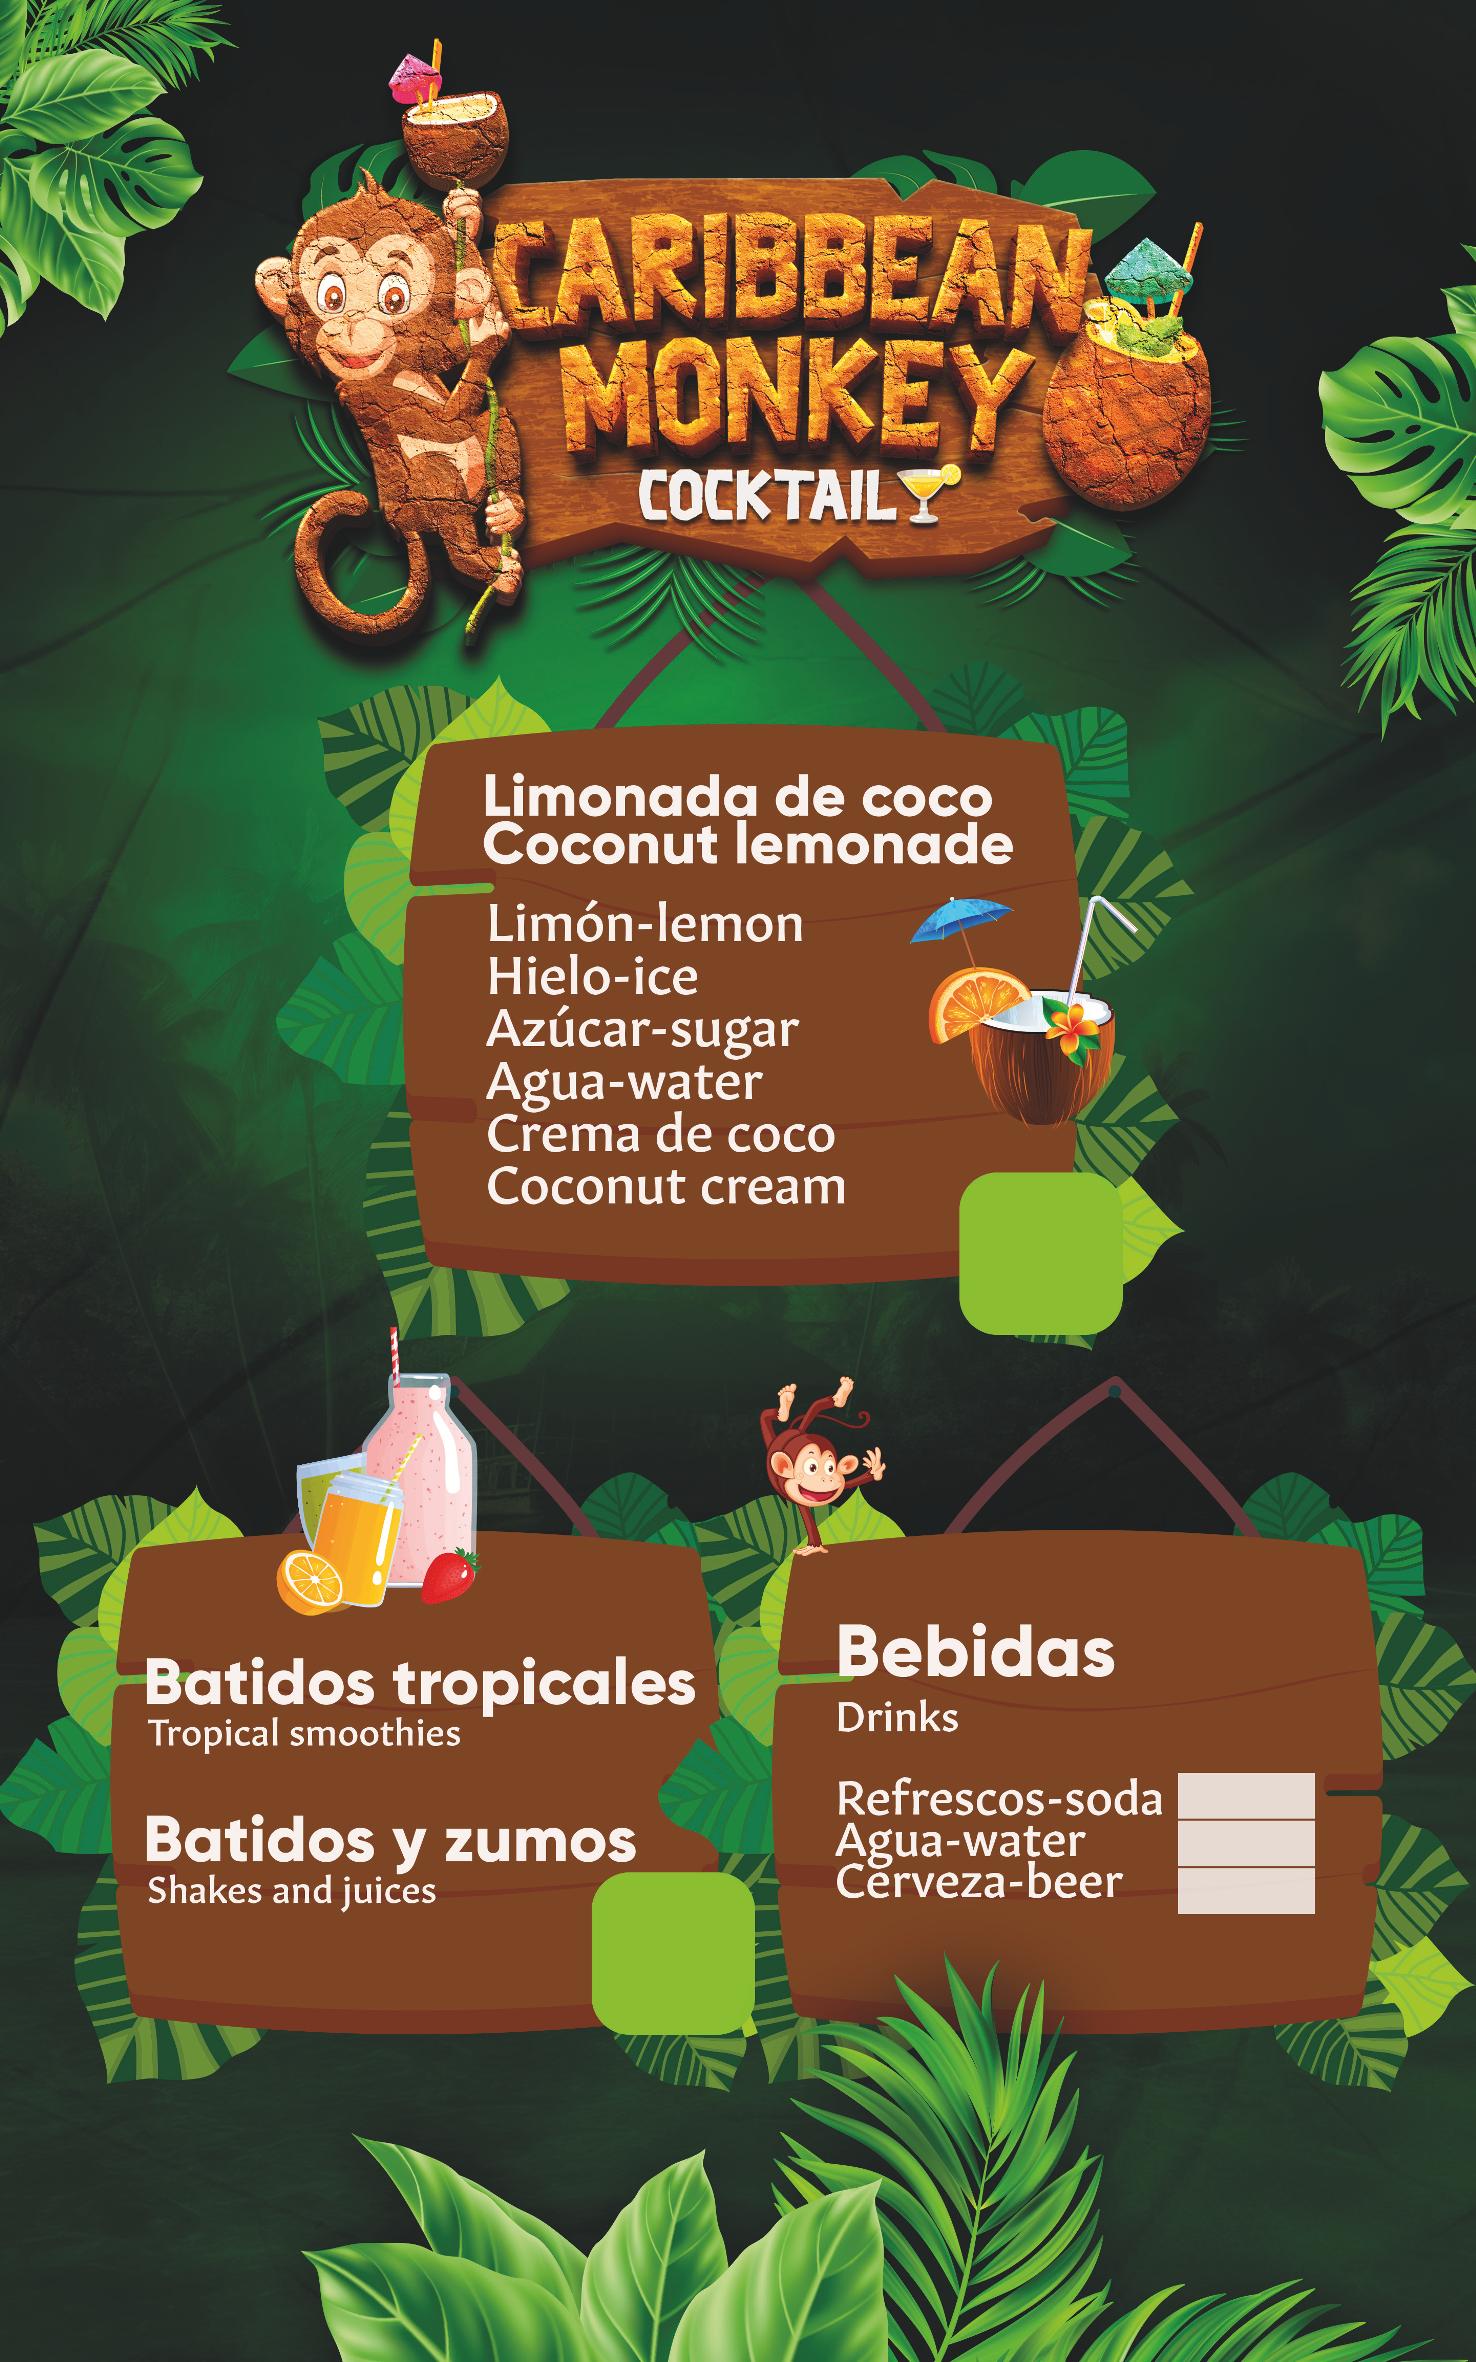 CARIBBEAN
MONKEY
COCKTAIL
Limonada de coco
Coconut lemonade
Limón-lemon
Hielo-ice
Azúcar-sugar
Agua-water
Crema de coco
Coconut cream
Batidos tropicales
Tropical smoothies
Batidos y zumos
Shakes and juices
Bebidas
Drinks
Refrescos-soda
Agua-water
Cerveza-beer